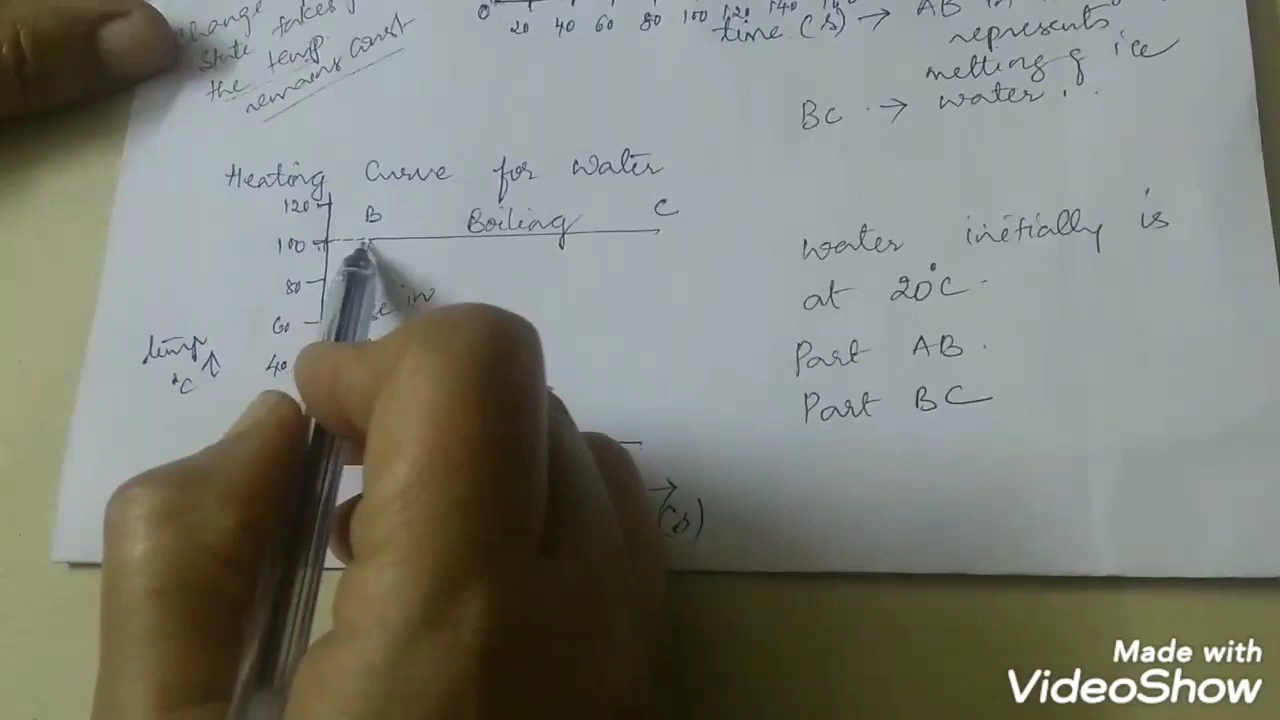 change
State takes
the temp.
remains const
0
20 40 60 80 100 120 140
time (s) → AB
represents
melting of ice
BC → water
Heating Curve for water
120
B Boiling C
100
80
60
in
temp ↑
°C
40
(s)
water initially is
at 20°C.
Part AB.
Part BC
Made with
VideoShow